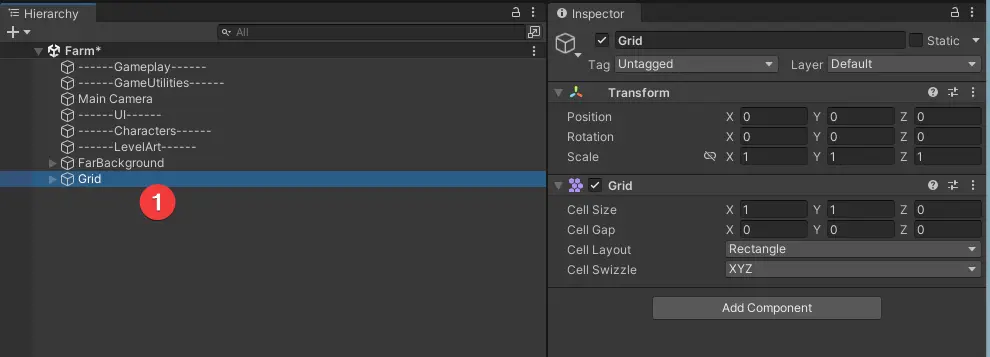 Hierarchy
All
Farm*
------Gameplay------
------GameUtilities------
Main Camera
------UI------
------Characters------
------LevelArt------
FarBackground
Grid
1
Inspector
Grid Static
Tag Untagged Layer Default
Transform
Position X 0 Y 0 Z 0
Rotation X 0 Y 0 Z 0
Scale X 1 Y 1 Z 1
Grid
Cell Size X 1 Y 1 Z 0
Cell Gap X 0 Y 0 Z 0
Cell Layout Rectangle
Cell Swizzle XYZ
Add Component